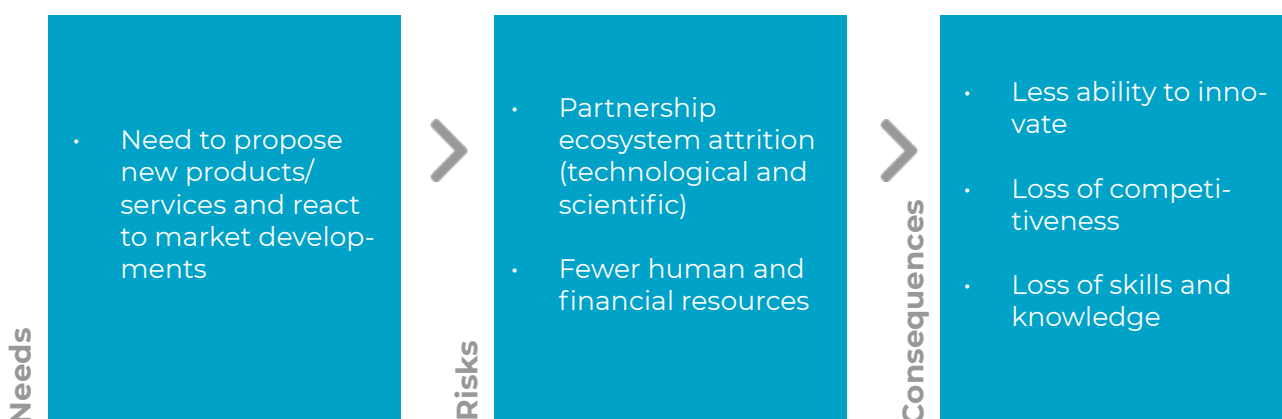 Needs
• Need to propose
new products/
services and react
to market develop-
ments
Risks
• Partnership
ecosystem attrition
(technological and
scientific)
• Fewer human and
financial resources
Consequences
• Less ability to inno-
vate
• Loss of competi-
tiveness
• Loss of skills and
knowledge